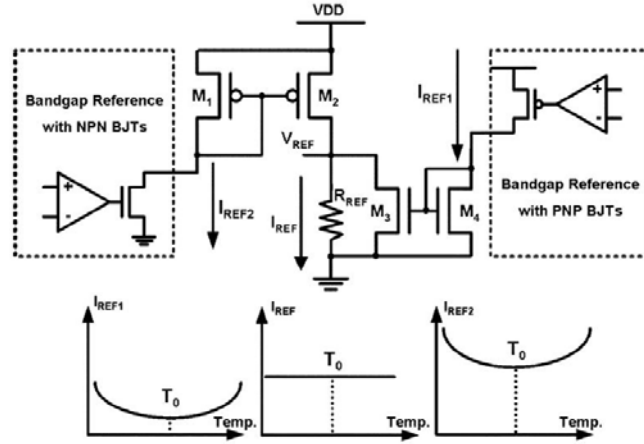 VDD
Bandgap Reference
with NPN BJTs
+
-
M1
M2
IREF1
+
-
VREF
IREF2
IREF
RREF
M3
M4
Bandgap Reference
with PNP BJTs
IREF1
T0
Temp.
IREF
T0
Temp.
IREF2
T0
Temp.